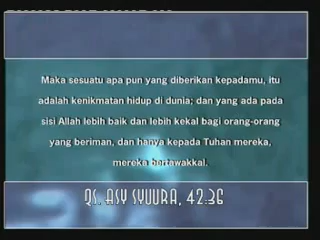 Maka sesuatu apa pun yang diberikan kepadamu, itu
adalah kenikmatan hidup di dunia; dan yang ada pada
sisi Allah lebih baik dan lebih kekal bagi orang-orang
yang beriman, dan hanya kepada Tuhan mereka,
mereka bertawakkal.
QS. ASY SYUURA, 42:36